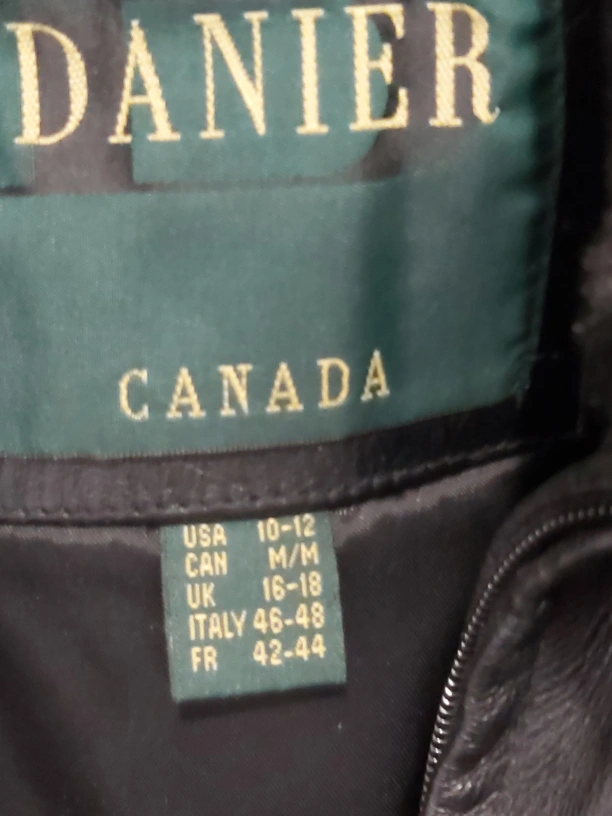 DANIER
CANADA
USA 10-12
CAN M/M
UK 16-18
ITALY 46-48
FR 42-44